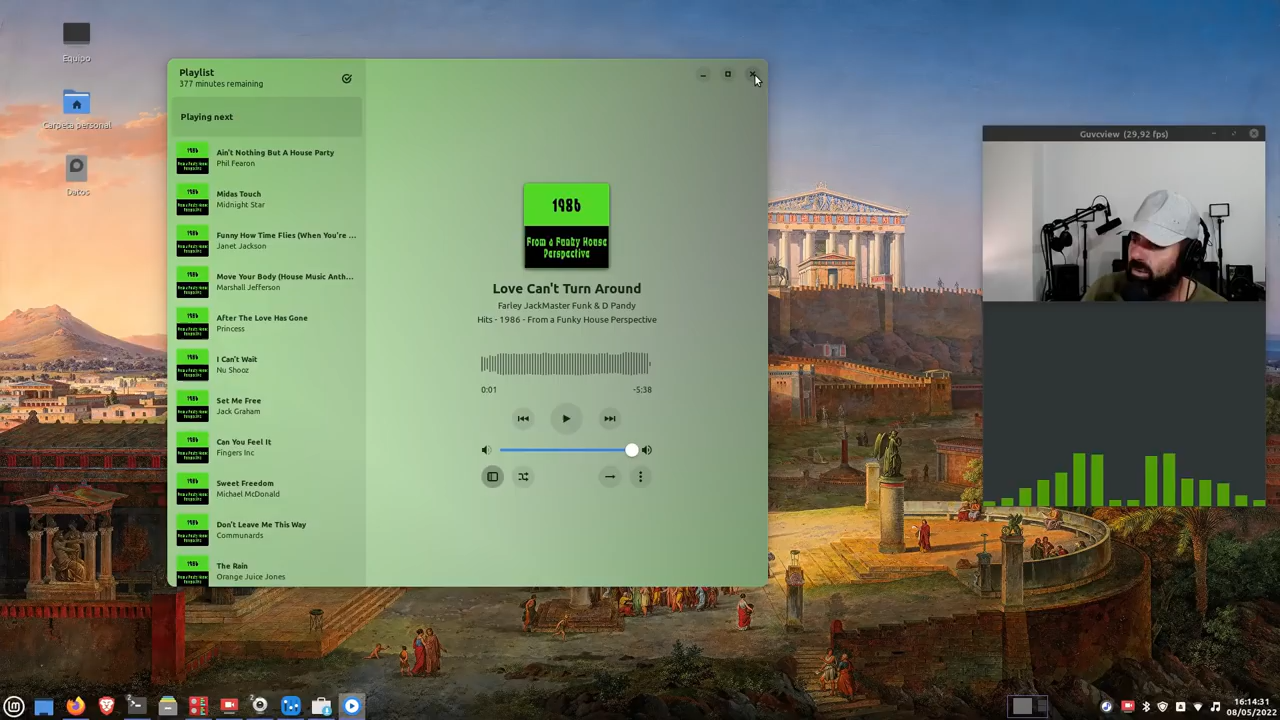 Equipo
Carpeta personal
Datos
Playlist
377 minutes remaining
Playing next
Ain't Nothing But A House Party
Phil Fearon
Midas Touch
Midnight Star
Funny How Time Flies (When You're ...
Janet Jackson
Move Your Body (House Music Anth...
Marshall Jefferson
After The Love Has Gone
Princess
I Can't Wait
Nu Shooz
Set Me Free
Jack Graham
Can You Feel It
Fingers Inc
Sweet Freedom
Michael McDonald
Don't Leave Me This Way
Communards
The Rain
Orange Juice Jones
1986
From a Funky House
Perspective
Love Can't Turn Around
Farley JackMaster Funk & D Pandy
Hits - 1986 - From a Funky House Perspective
0:01
-5:38
Guvcview (29,92 fps)
16:14:31
08/05/2022